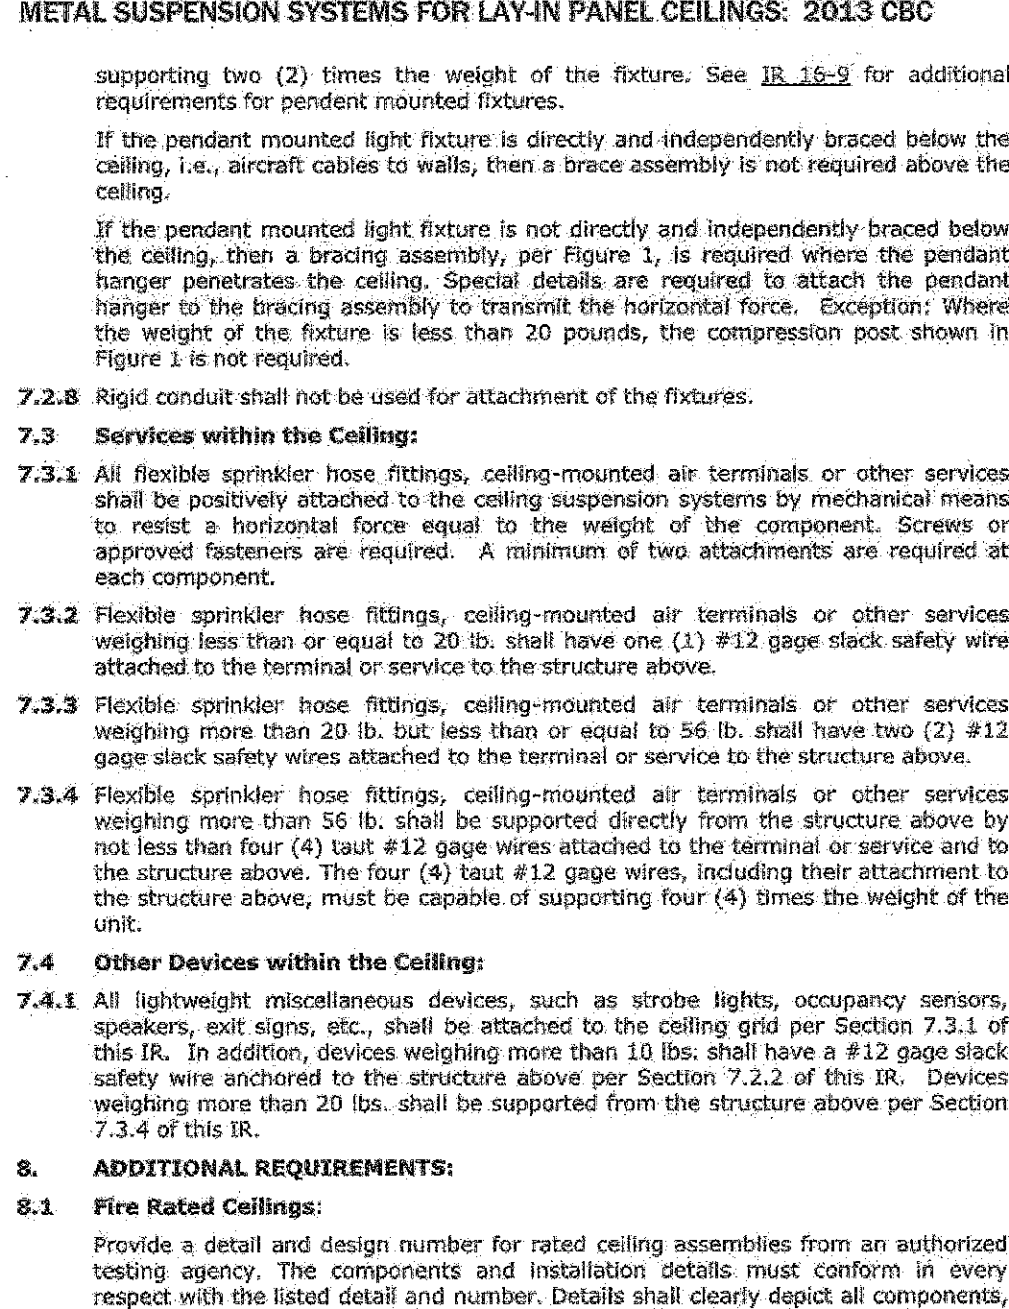 METAL SUSPENSION SYSTEMS FOR LAY-IN PANEL CEILINGS: 2013 CBC
supporting two (2) times the weight of the fixture. See IR 16-9 for additional
requirements for pendent mounted fixtures.
If the pendant mounted light fixture is directly and independently braced below the
ceiling, i.e., aircraft cables to walls, then a brace assembly is not required above the
ceiling.
If the pendant mounted light fixture is not directly and independently braced below
the ceiling, then a bracing assembly, per Figure 1, is required where the pendant
hanger penetrates the ceiling. Special details are required to attach the pendant
hanger to the bracing assembly to transmit the horizontal force. Exception: Where
the weight of the fixture is less than 20 pounds, the compression post shown in
Figure 1 is not required.
7.2.8 Rigid conduit shall not be used for attachment of the fixtures.
7.3 Services within the Ceiling:
7.3.1 All flexible sprinkler hose fittings, ceiling-mounted air terminals or other services
shall be positively attached to the ceiling suspension systems by mechanical means
to resist a horizontal force equal to the weight of the component. Screws or
approved fasteners are required. A minimum of two attachments are required at
each component.
7.3.2 Flexible sprinkler hose fittings, ceiling-mounted air terminals or other services
weighing less than or equal to 20 lb. shall have one (1) #12 gage slack safety wire
attached to the terminal or service to the structure above.
7.3.3 Flexible sprinkler hose fittings, ceiling-mounted air terminals or other services
weighing more than 20 lb. but less than or equal to 56 lb. shall have two (2) #12
gage slack safety wires attached to the terminal or service to the structure above.
7.3.4 Flexible sprinkler hose fittings, ceiling-mounted air terminals or other services
weighing more than 56 lb. shall be supported directly from the structure above by
not less than four (4) taut #12 gage wires attached to the terminal or service and to
the structure above. The four (4) taut #12 gage wires, including their attachment to
the structure above, must be capable of supporting four (4) times the weight of the
unit.
7.4 Other Devices within the Ceiling:
7.4.1 All lightweight miscellaneous devices, such as strobe lights, occupancy sensors,
speakers, exit signs, etc., shall be attached to the ceiling grid per Section 7.3.1 of
this IR. In addition, devices weighing more than 10 lbs. shall have a #12 gage slack
safety wire anchored to the structure above per Section 7.2.2 of this IR. Devices
weighing more than 20 lbs. shall be supported from the structure above per Section
7.3.4 of this IR.
8. ADDITIONAL REQUIREMENTS:
8.1 Fire Rated Ceilings:
Provide a detail and design number for rated ceiling assemblies from an authorized
testing agency. The components and installation details must conform in every
respect with the listed detail and number. Details shall clearly depict all components,